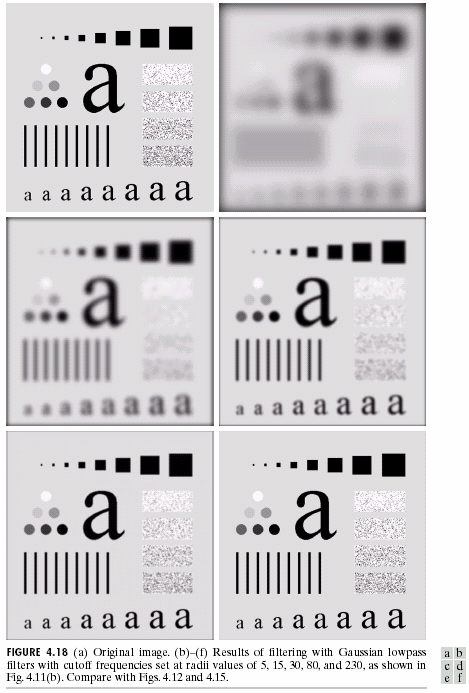 a
a a a a a a a a
a
a
a a a a a a a a
a
a a a a a a a a
a
a a a a a a a a
a
a a a a a a a a
FIGURE 4.18 (a) Original image. (b)–(f) Results of filtering with Gaussian lowpass
filters with cutoff frequencies set at radii values of 5, 15, 30, 80, and 230, as shown in
Fig. 4.11(b). Compare with Figs. 4.12 and 4.15.
a b
c d
e f